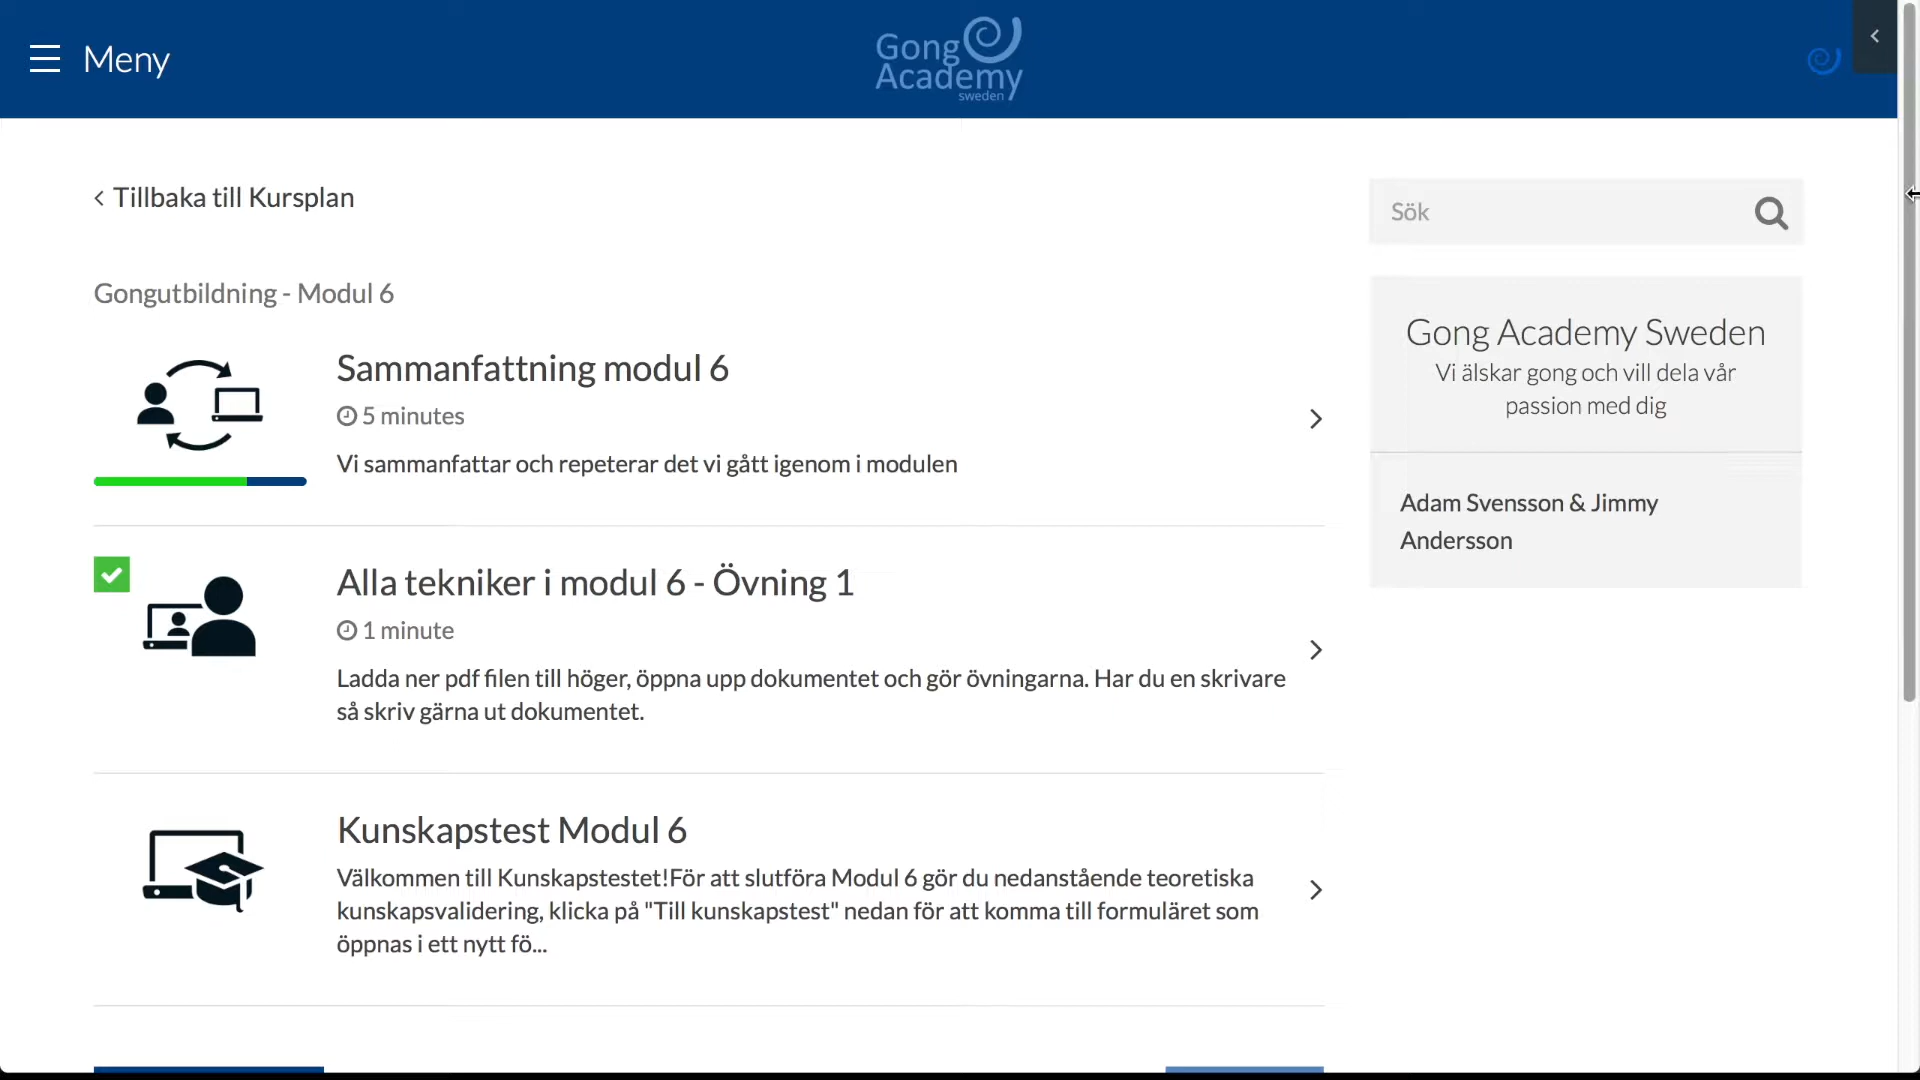 Meny
Gong
Academy
sweden
Tillbaka till Kursplan
Sök
Gongutbildning - Modul 6
Gong Academy Sweden
Vi älskar gong och vill dela vår
passion med dig
Adam Svensson & Jimmy
Andersson
Sammanfattning modul 6
5 minutes
Vi sammanfattar och repeterar det vi gått igenom i modulen
Alla tekniker i modul 6 - Övning 1
1 minute
Ladda ner pdf filen till höger, öppna upp dokumentet och gör övningarna. Har du en skrivare
så skriv gärna ut dokumentet.
Kunskapstest Modul 6
Välkommen till Kunskapstestet!För att slutföra Modul 6 gör du nedanstående teoretiska
kunskapsvalidering, klicka på "Till kunskapstest" nedan för att komma till formuläret som
öppnas i ett nytt fö...